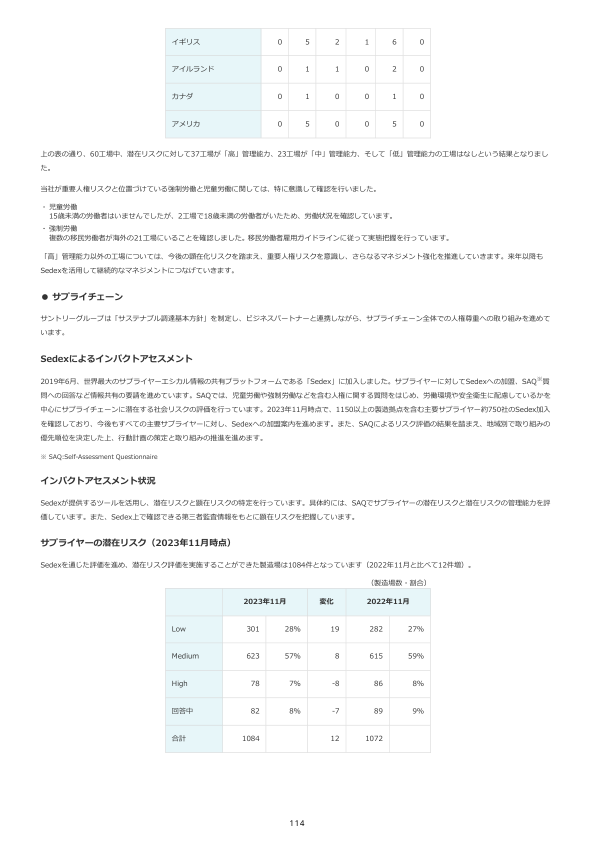 イギリス 0 5 2 1 6 0
アイルランド 0 1 1 0 2 0
カナダ 0 1 0 0 1 0
アメリカ 0 5 0 0 5 0
上の表の通り、60工場中、潜在リスクに対して37工場が「高」管理能力、23工場が「中」管理能力、そして「低」管理能力の工場はなしという結果となりまし
た。
当社が重要人権リスクと位置づけている強制労働と児童労働に関しては、特に意識して確認を行いました。
・ 児童労働
15歳未満の労働者はいませんでしたが、2工場で18歳未満の労働者がいたため、労働状況を確認しています。
・ 強制労働
複数の移民労働者が海外の21工場にいることを確認しました。移民労働者雇用ガイドラインに従って実態把握を行っています。
「高」管理能力以外の工場については、今後の顕在化リスクを踏まえ、重要人権リスクを意識し、さらなるマネジメント強化を推進していきます。来年以降も
Sedexを活用して継続的なマネジメントにつなげていきます。
● サプライチェーン
サントリーグループは「サステナブル調達基本方針」を制定し、ビジネスパートナーと連携しながら、サプライチェーン全体での人権尊重への取り組みを進めて
います。
Sedexによるインパクトアセスメント
2019年6月、世界最大のサプライヤーエシカル情報の共有プラットフォームである「Sedex」に加入しました。サプライヤーに対してSedexへの加盟、SAQ※質
問への回答など情報共有の要請を進めています。SAQでは、児童労働や強制労働などを含む人権に関する質問をはじめ、労働環境や安全衛生に配慮しているかを
中心にサプライチェーンに潜在する社会リスクの評価を行っています。2023年11月時点で、1150以上の製造拠点を含む主要サプライヤー約750社のSedex加入
を確認しており、今後もすべての主要サプライヤーに対し、Sedexへの加盟案内を進めます。また、SAQによるリスク評価の結果を踏まえ、地域別で取り組みの
優先順位を決定した上、行動計画の策定と取り組みの推進を進めます。
※ SAQ:Self-Assessment Questionnaire
インパクトアセスメント状況
Sedexが提供するツールを活用し、潜在リスクと顕在リスクの特定を行っています。具体的には、SAQでサプライヤーの潜在リスクと潜在リスクの管理能力を評
価しています。また、Sedex上で確認できる第三者監査情報をもとに顕在リスクを把握しています。
サプライヤーの潜在リスク（2023年11月時点）
Sedexを通じた評価を進め、潜在リスク評価を実施することができた製造場は1084件となっています（2022年11月と比べて12件増）。
（製造場数・割合）
2023年11月 変化 2022年11月
Low 301 28% 19 282 27%
Medium 623 57% 8 615 59%
High 78 7% -8 86 8%
回答中 82 8% -7 89 9%
合計 1084 12 1072
114